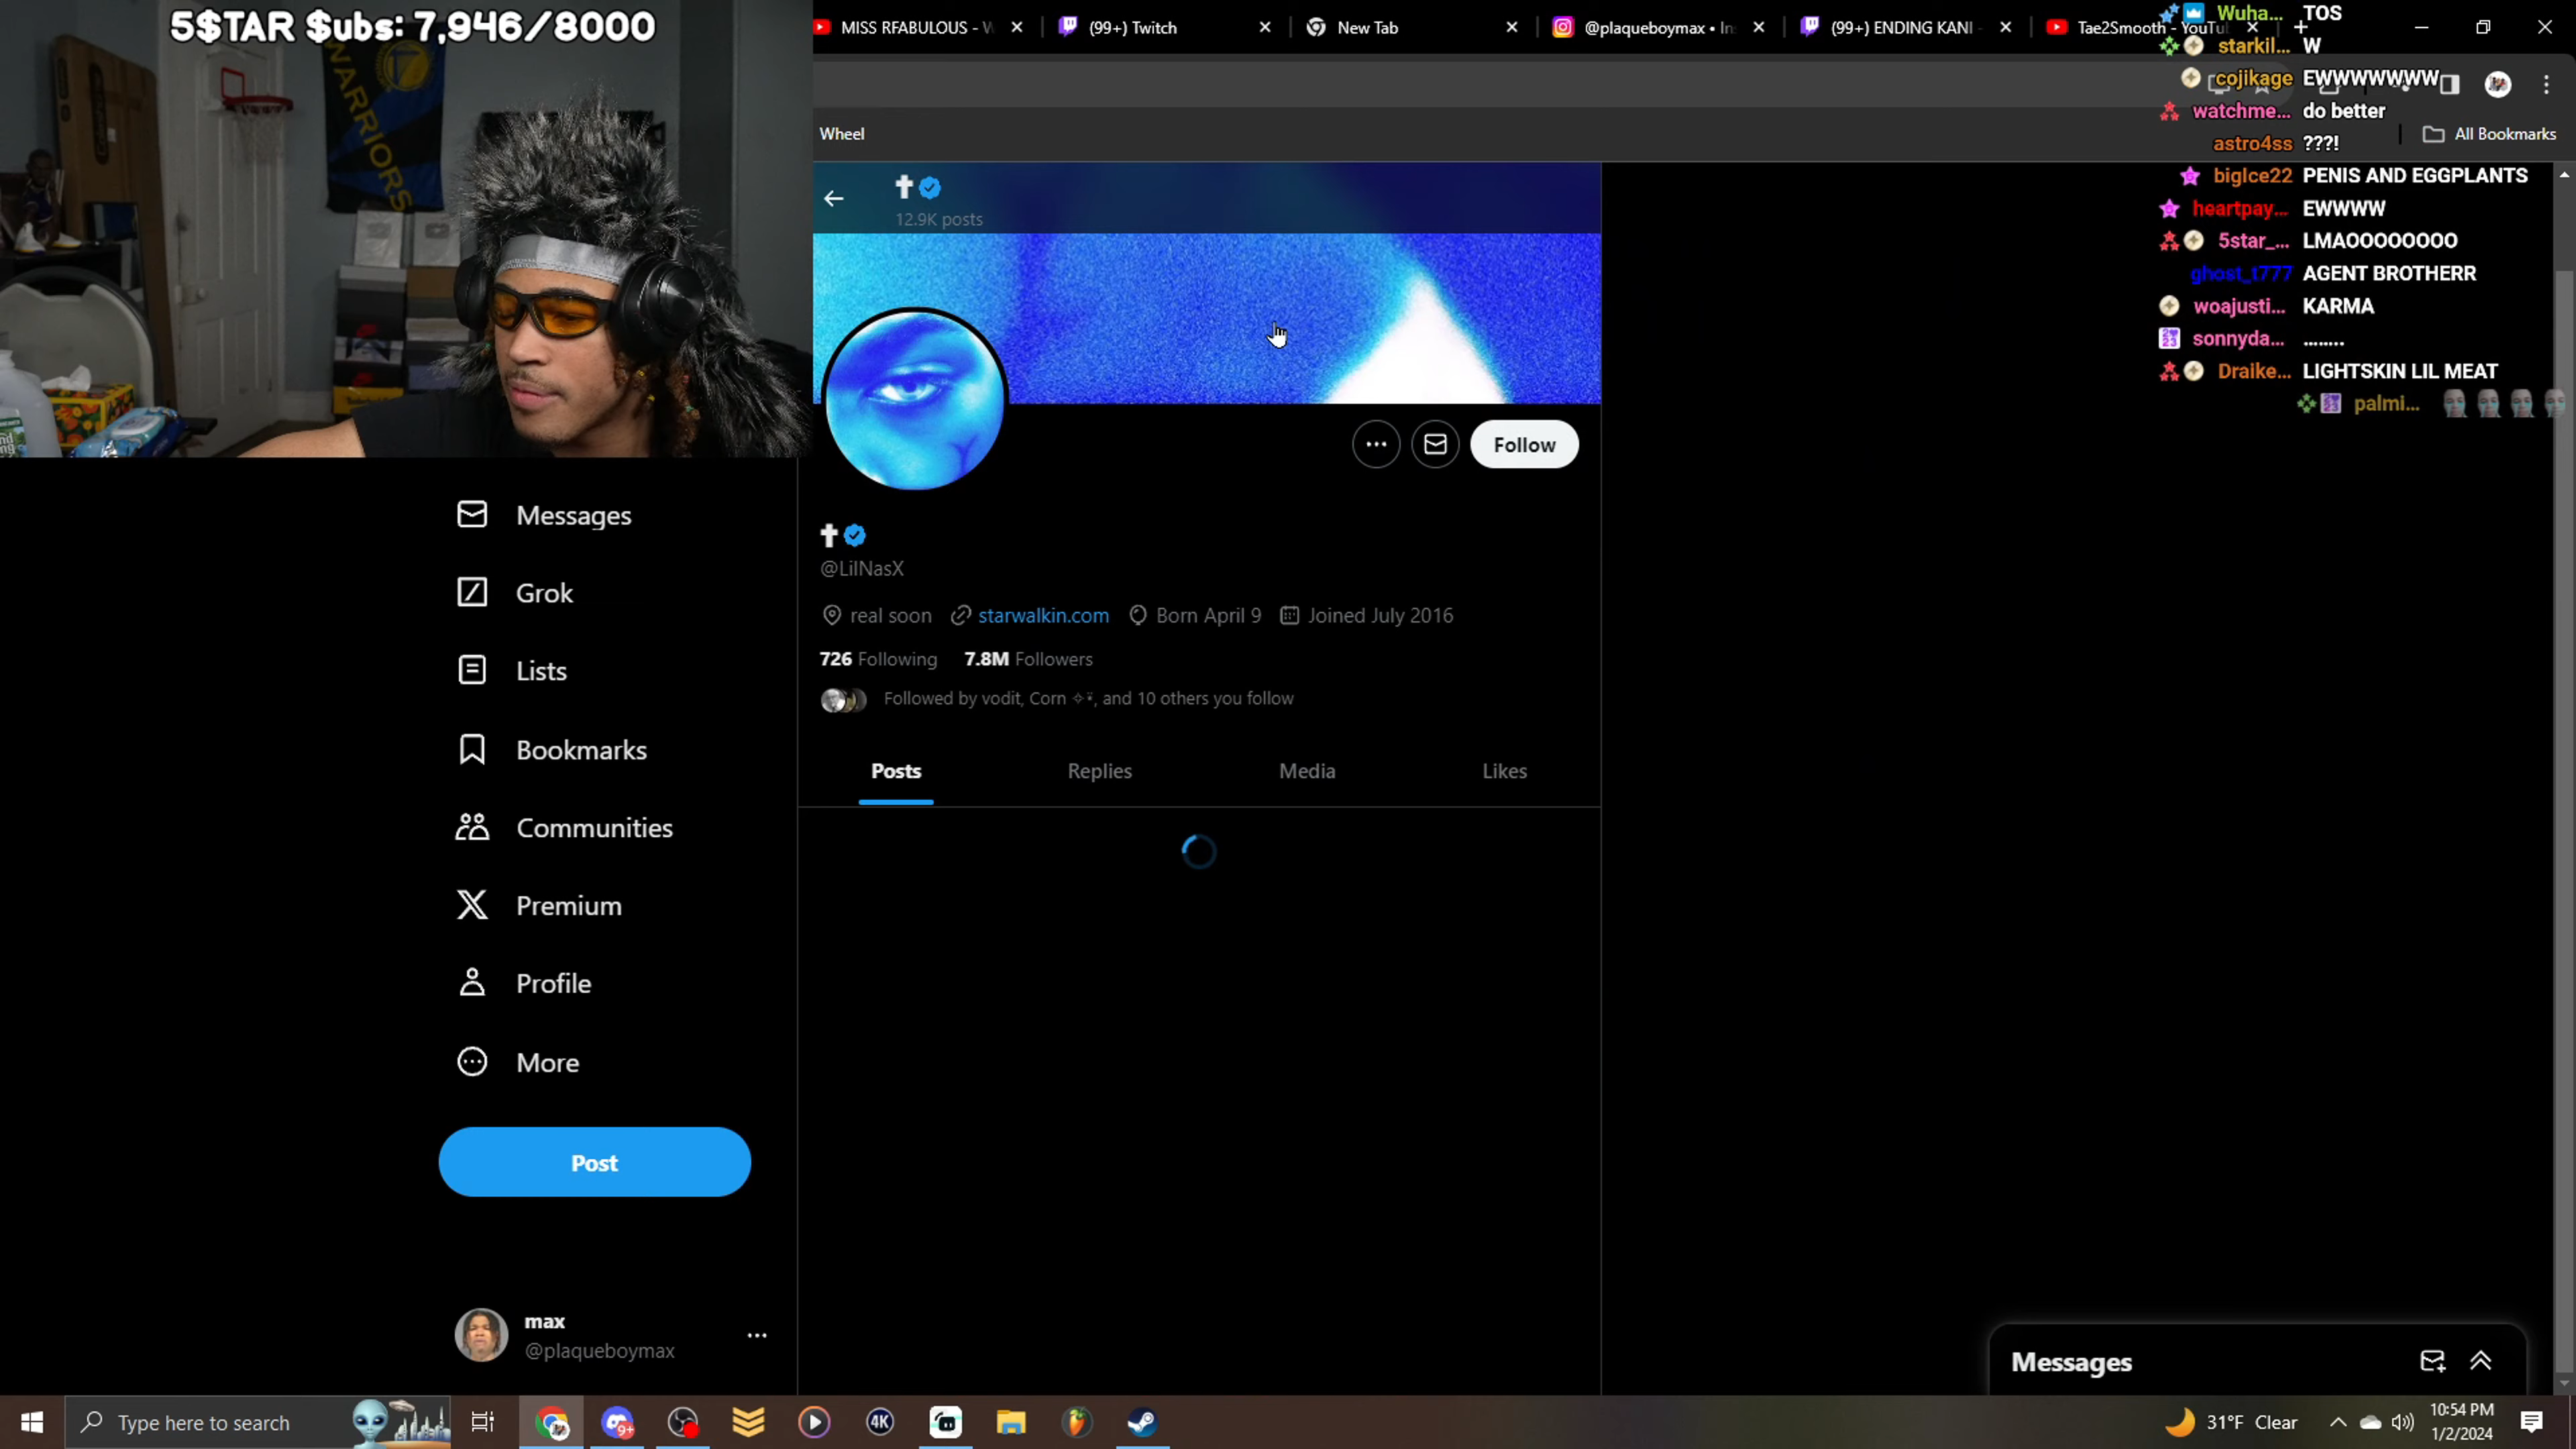 5$TAR $ubs: 7,946/8000
WARRIORS
MISS RFABULOUS - W
(99+) Twitch
New Tab
@plaqueboymax • In
(99+) ENDING KANI -
Tae2Smooth - YouTu
Wheel
All Bookmarks
Wuha... TOS
starkil... W
cojikage EWWWWWWW
watchme... do better
astro4ss ???!
bigIce22 PENIS AND EGGPLANTS
heartpay... EWWWW
5star_... LMAOOOOOOOO
ghost_t777 AGENT BROTHERR
woajusti... KARMA
sonnyda... ........
Draike... LIGHTSKIN LIL MEAT
palmi...
12.9K posts
Follow
@LilNasX
real soon starwalkin.com Born April 9 Joined July 2016
726 Following 7.8M Followers
Followed by vodit, Corn ✧, and 10 others you follow
Posts Replies Media Likes
Messages
Grok
Lists
Bookmarks
Communities
Premium
Profile
More
Post
max
@plaqueboymax
Messages
Type here to search
9+
4K
31°F Clear
10:54 PM
1/2/2024